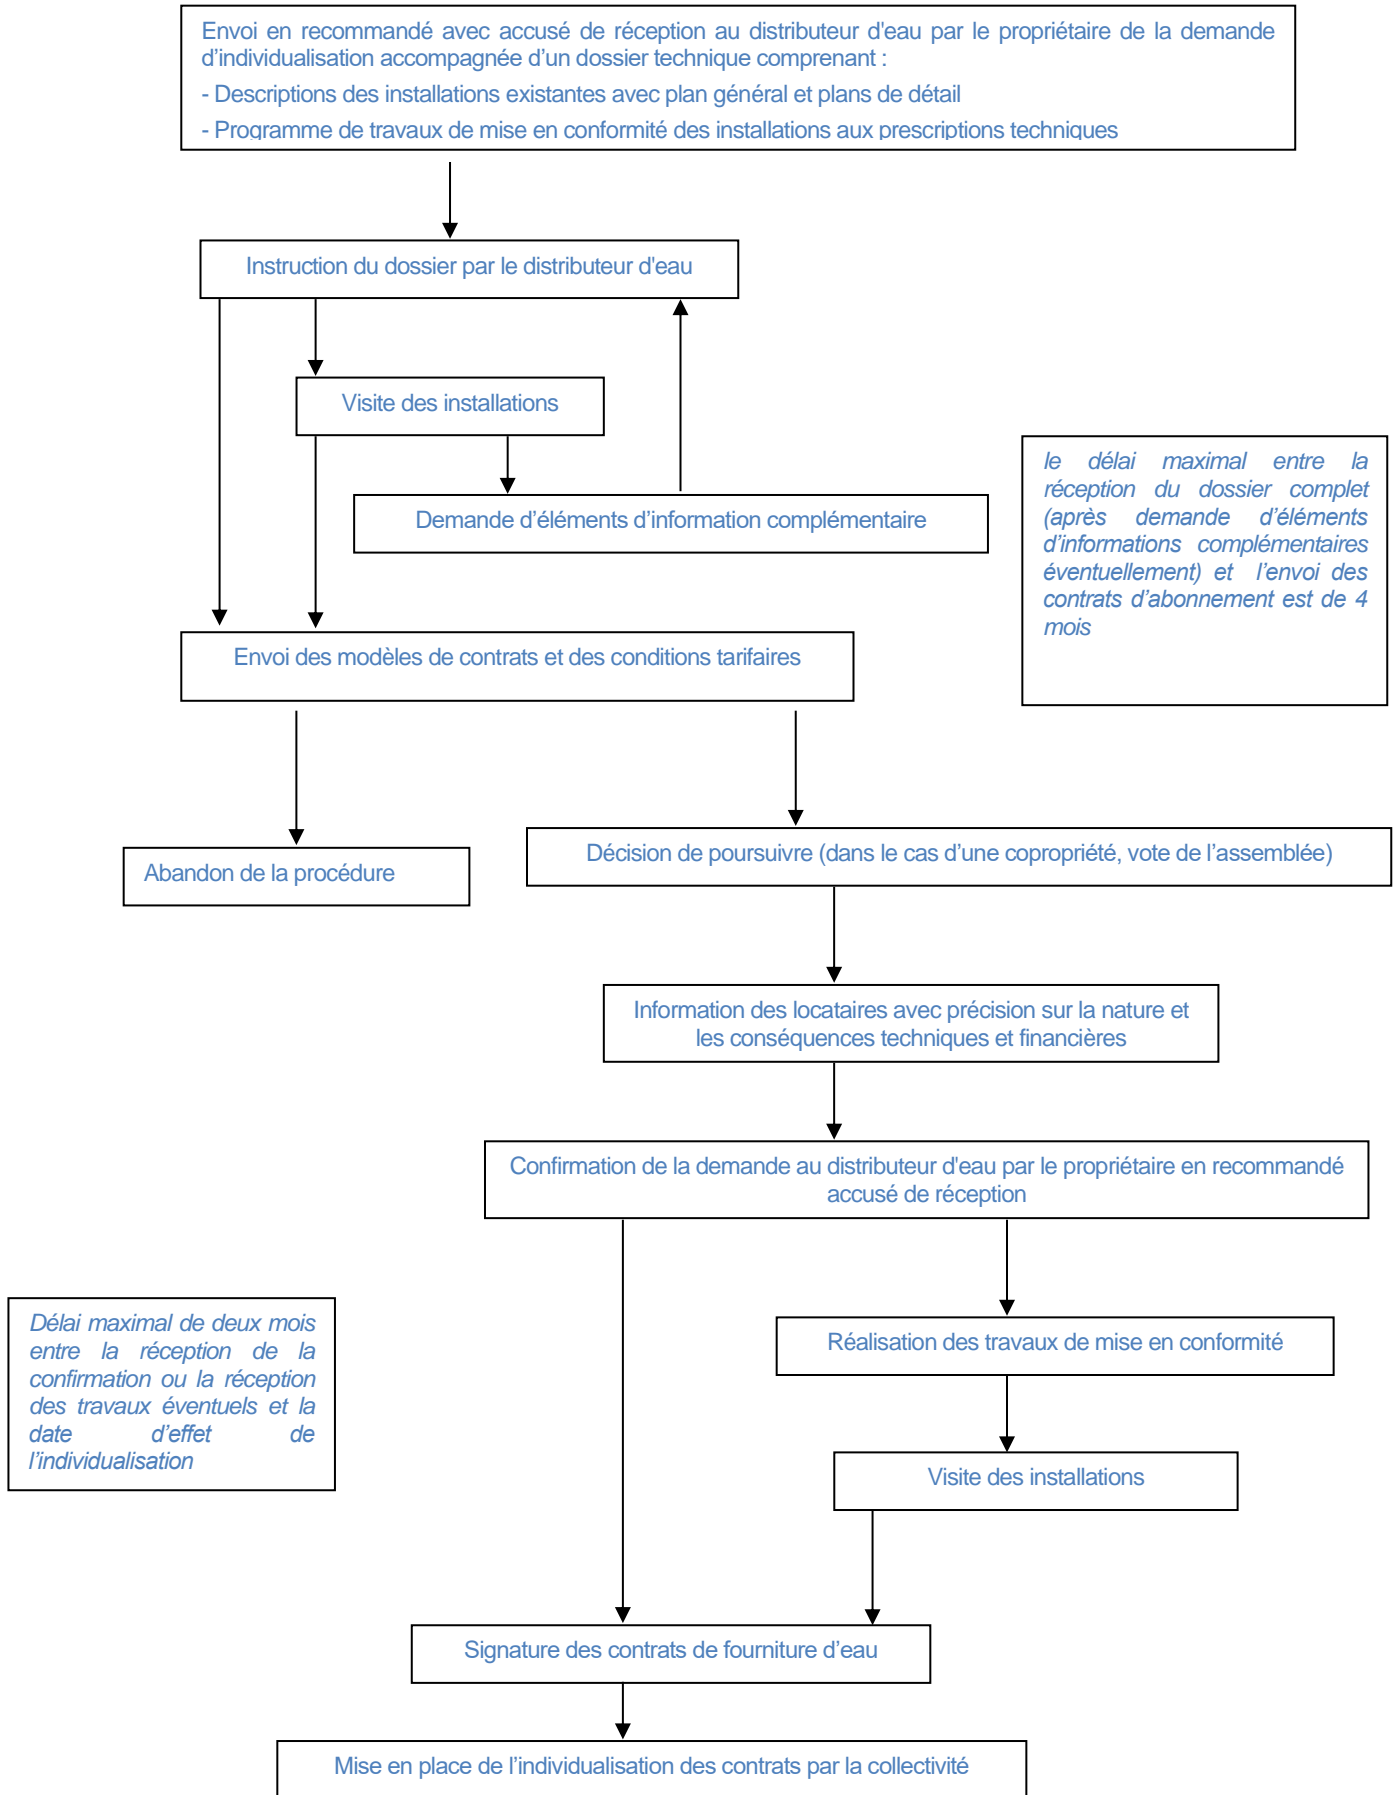 Envoi en recommandé avec accusé de réception au distributeur d'eau par le propriétaire de la demande
d'individualisation accompagnée d'un dossier technique comprenant :
- Descriptions des installations existantes avec plan général et plans de détail
- Programme de travaux de mise en conformité des installations aux prescriptions techniques
Instruction du dossier par le distributeur d'eau
Visite des installations
Demande d'éléments d'information complémentaire
le délai maximal entre la
réception du dossier complet
(après demande d'éléments
d'informations complémentaires
éventuellement) et l'envoi des
contrats d'abonnement est de 4
mois
Envoi des modèles de contrats et des conditions tarifaires
Abandon de la procédure
Décision de poursuivre (dans le cas d'une copropriété, vote de l'assemblée)
Information des locataires avec précision sur la nature et
les conséquences techniques et financières
Confirmation de la demande au distributeur d'eau par le propriétaire en recommandé
accusé de réception
Délai maximal de deux mois
entre la réception de la
confirmation ou la réception
des travaux éventuels et la
date d'effet de
l'individualisation
Réalisation des travaux de mise en conformité
Visite des installations
Signature des contrats de fourniture d'eau
Mise en place de l'individualisation des contrats par la collectivité